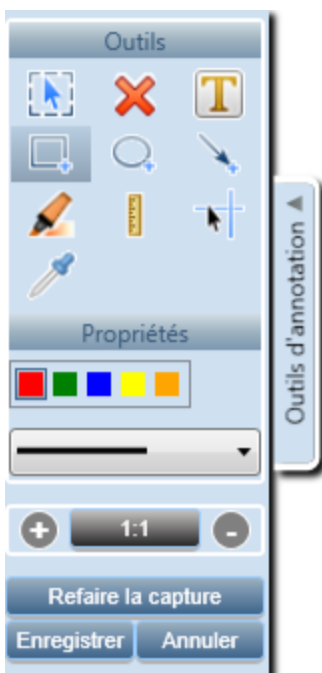 Outils
T
Outils d'annotation ◀
Propriétés
+ 1:1 -
Refaire la capture
Enregistrer Annuler